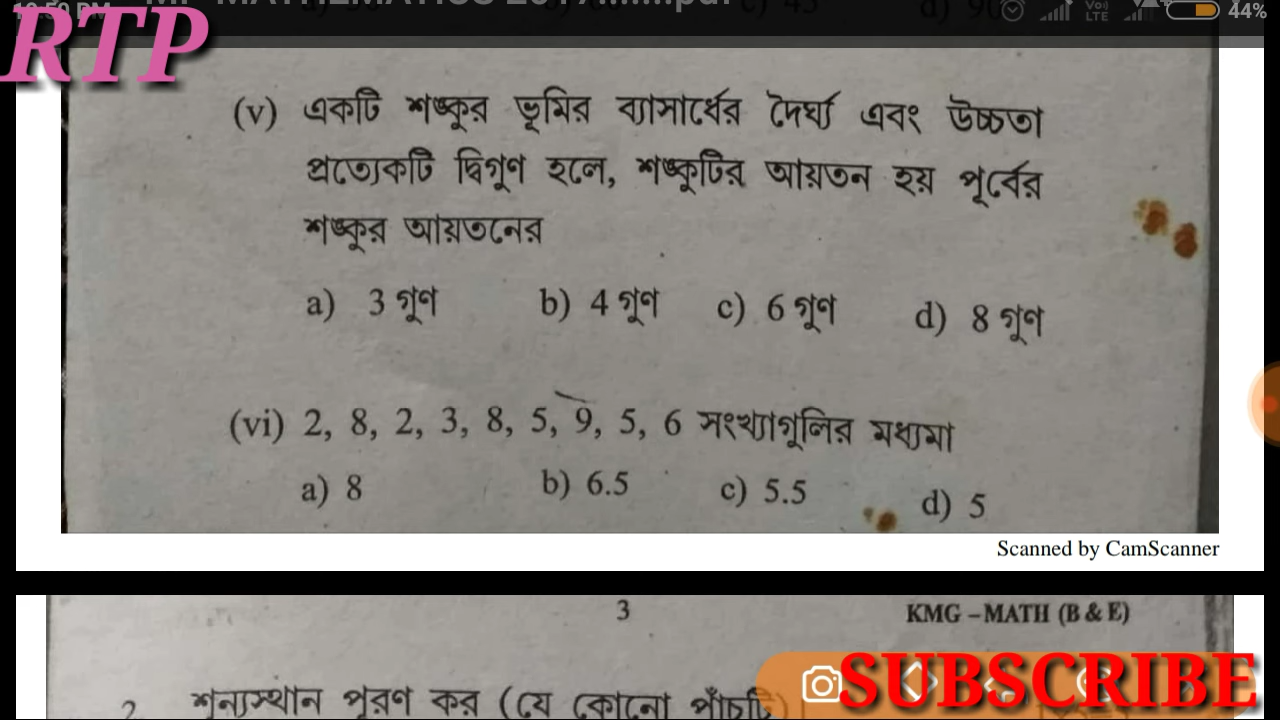 44%
RTP
(v) একটি শঙ্কুর ভূমির ব্যাসার্ধের দৈর্ঘ্য এবং উচ্চতা
প্রত্যেকটি দ্বিগুণ হলে, শঙ্কুটির আয়তন হয় পূর্বের
শঙ্কুর আয়তনের
a) 3 গুণ b) 4 গুণ c) 6 গুণ d) 8 গুণ
(vi) 2, 8, 2, 3, 8, 5, 9, 5, 6 সংখ্যাগুলির মধ্যমা
a) 8 b) 6.5 c) 5.5 d) 5
Scanned by CamScanner
3 KMG – MATH (B & E)
শূন্যস্থান পূরণ কর (যে কোনো পাঁচটি)
SUBSCRIBE